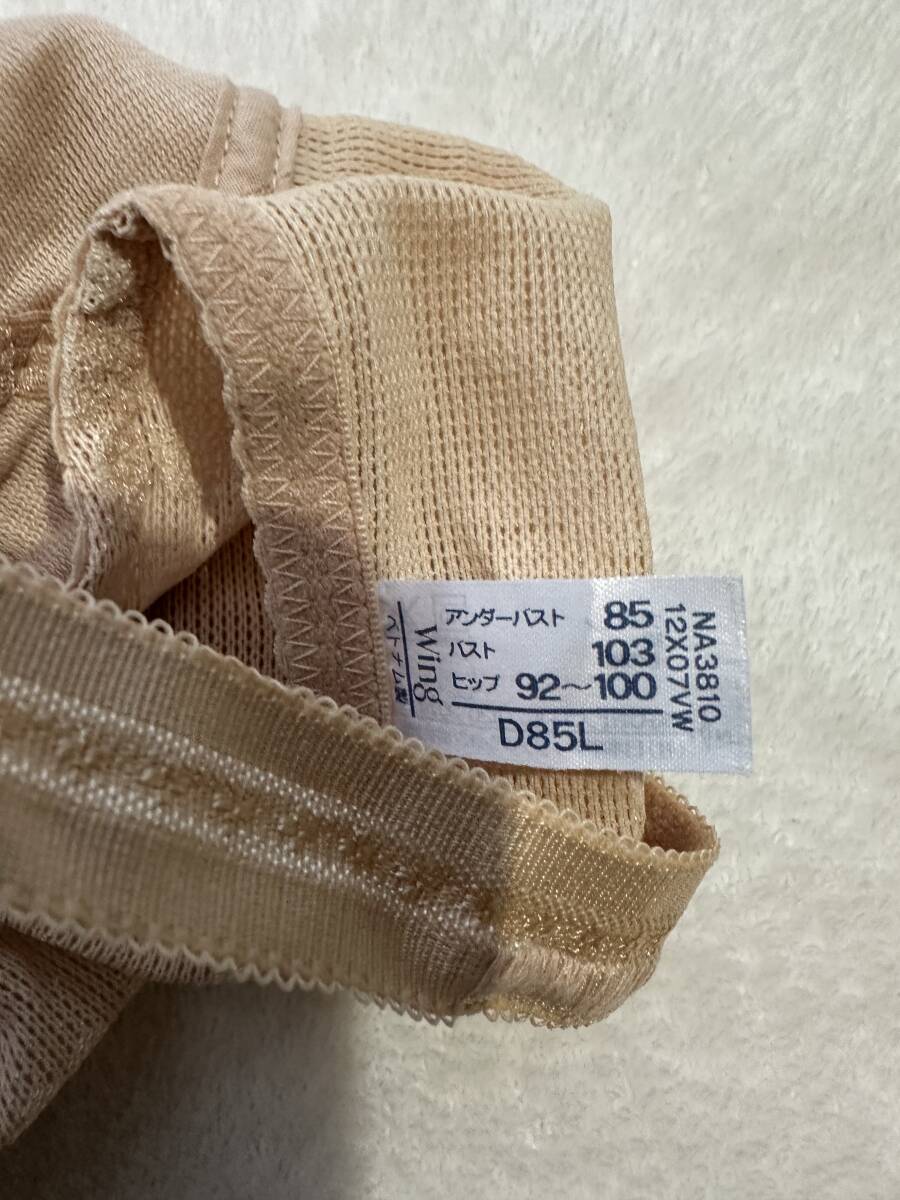 アンダーバスト 85
バスト 103
ヒップ 92～100
D85L
Wing
ベトナム製
NA3810
12X07VW